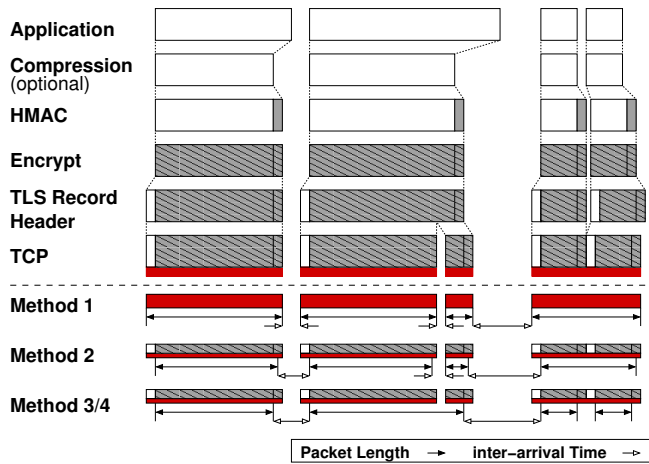 Application
Compression
(optional)
HMAC
Encrypt
TLS Record
Header
TCP
Method 1
Method 2
Method 3/4
Packet Length
inter−arrival Time